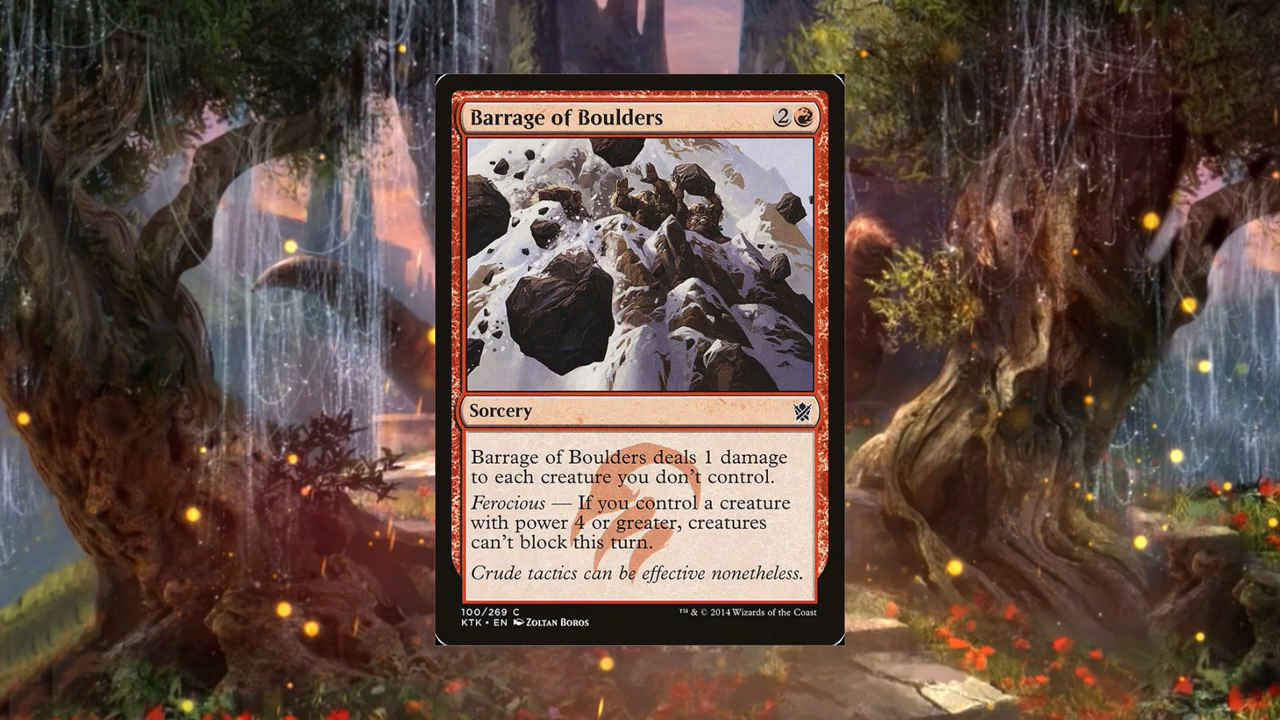 Barrage of Boulders 2
Sorcery
Barrage of Boulders deals 1 damage
to each creature you don't control.
Ferocious — If you control a creature
with power 4 or greater, creatures
can't block this turn.
Crude tactics can be effective nonetheless.
100/269 C
KTK • EN Zoltan Boros
™ & © 2014 Wizards of the Coast